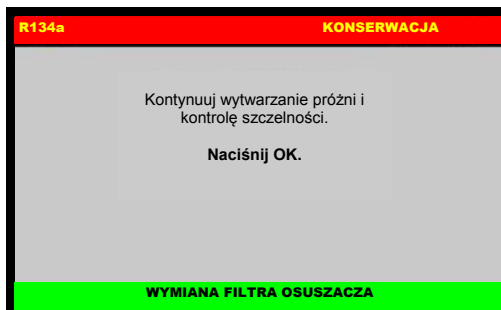 R134a KONSERWACJA
Kontynuuj wytwarzanie próżni i
kontrolę szczelności.
Naciśnij OK.
WYMIANA FILTRA OSUSZACZA